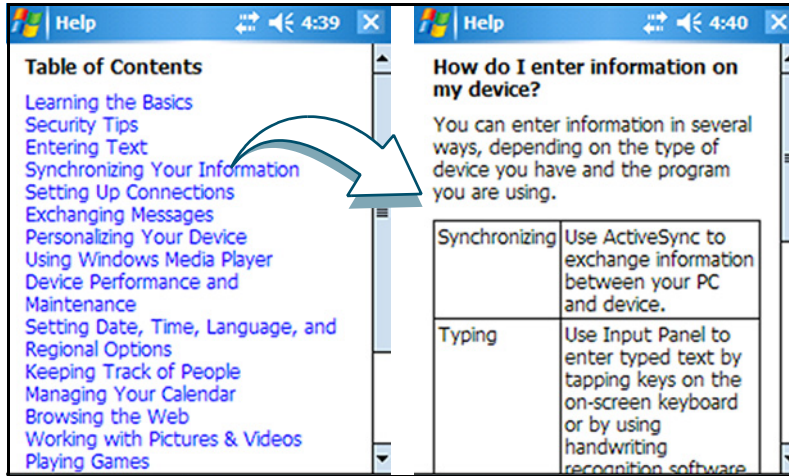 Help 4:39
Table of Contents
Learning the Basics
Security Tips
Entering Text
Synchronizing Your Information
Setting Up Connections
Exchanging Messages
Personalizing Your Device
Using Windows Media Player
Device Performance and
Maintenance
Setting Date, Time, Language, and
Regional Options
Keeping Track of People
Managing Your Calendar
Browsing the Web
Working with Pictures & Videos
Playing Games
Help 4:40
How do I enter information on
my device?
You can enter information in several
ways, depending on the type of
device you have and the program
you are using.
Synchronizing
Use ActiveSync to
exchange information
between your PC
and device.
Typing
Use Input Panel to
enter typed text by
tapping keys on the
on-screen keyboard
or by using
handwriting
recognition software